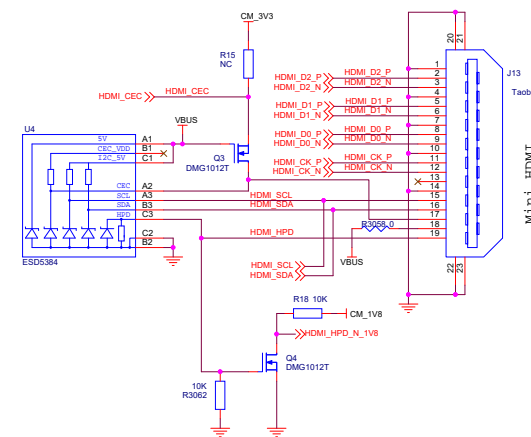 CM_3V3
20
21
R15
NC
J13
Taob
HDMI_CEC HDMI_CEC
HDMI_D2_P HDMI_D2_P
HDMI_D2_N HDMI_D2_N
HDMI_D1_P HDMI_D1_P
HDMI_D1_N HDMI_D1_N
HDMI_D0_P HDMI_D0_P
HDMI_D0_N HDMI_D0_N
HDMI_CK_P HDMI_CK_P
HDMI_CK_N HDMI_CK_N
1
2
3
4
5
6
7
8
9
10
11
12
13
14
15
16
17
18
19
Mini HDMI
U4
VBUS
5V A1
CEC_VDD B1
I2C_5V C1
CEC A2
SCL A3
SDA B3
HPD C3
C2
B2
ESD5384
Q3
DMG1012T
HDMI_SCL
HDMI_SDA
HDMI_HPD
R3058 0
VBUS
HDMI_SCL
HDMI_SDA
22
23
R18 10K
CM_1V8
HDMI_HPD_N_1V8
Q4
DMG1012T
10K
R3062